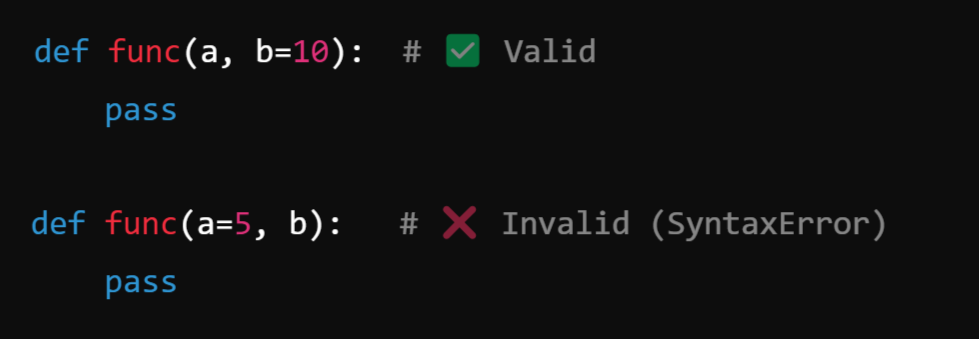 def func(a, b=10):  # ✅ Valid
    pass
def func(a=5, b):   # ❌ Invalid (SyntaxError)
    pass